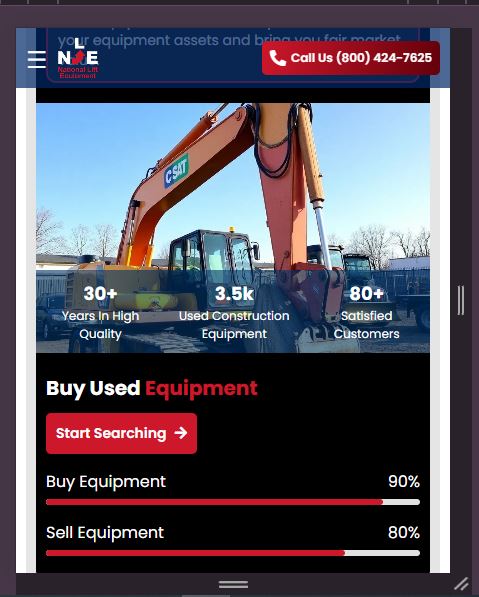 your equipment assets and bring you fair market
L
N E
National Lift
Equipment
Call Us (800) 424-7625
CSAT
30+
Years In High
Quality
3.5k
Used Construction
Equipment
80+
Satisfied
Customers
Buy Used Equipment
Start Searching
Buy Equipment 90%
Sell Equipment 80%